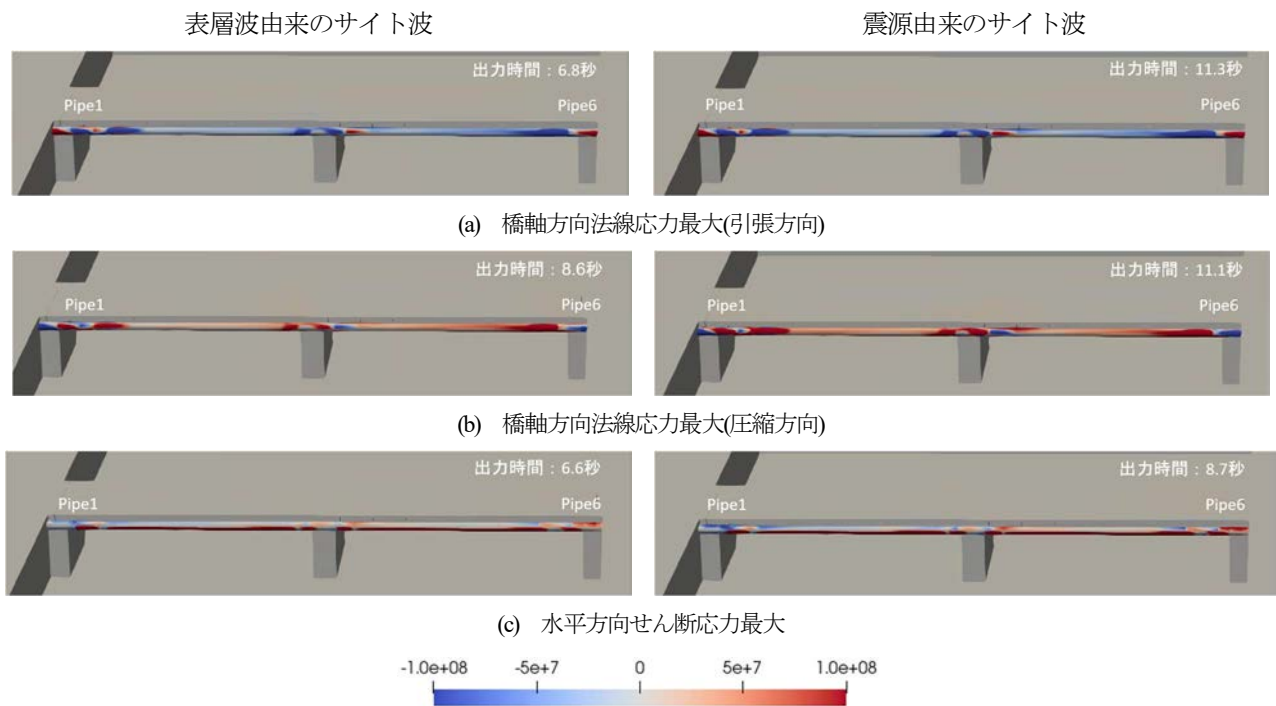 表層波由来のサイト波
震源由来のサイト波
出力時間：6.8秒
Pipe1
Pipe6
出力時間：11.3秒
Pipe1
Pipe6
(a) 橋軸方向法線応力最大(引張方向)
出力時間：8.6秒
Pipe1
Pipe6
出力時間：11.1秒
Pipe1
Pipe6
(b) 橋軸方向法線応力最大(圧縮方向)
出力時間：6.6秒
Pipe1
Pipe6
出力時間：8.7秒
Pipe1
Pipe6
(c) 水平方向せん断応力最大
-1.0e+08 -5e+7 0 5e+7 1.0e+08